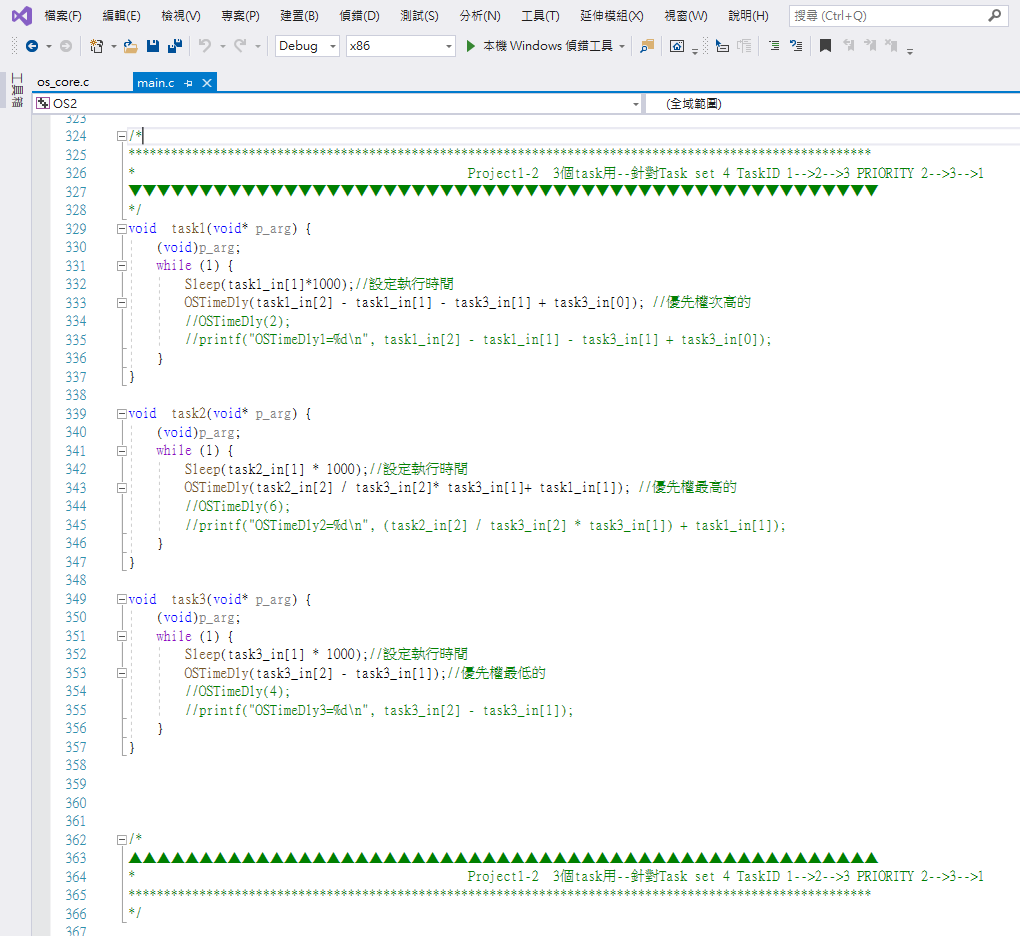 檔案(F) 編輯(E) 檢視(V) 專案(P) 建置(B) 偵錯(D) 測試(S) 分析(N) 工具(T) 延伸模組(X) 視窗(W) 說明(H) 搜尋 (Ctrl+Q)
Debug x86 本機 Windows 偵錯工具
工具箱
os_core.c main.c
OS2 (全域範圍)
323
324 /*
325 *********************************************************************************************************
326 * Project1-2 3個task用--針對Task set 4 TaskID 1-->2-->3 PRIORITY 2-->3-->1
327 ▼▼▼▼▼▼▼▼▼▼▼▼▼▼▼▼▼▼▼▼▼▼▼▼▼▼▼▼▼▼▼▼▼▼▼▼▼▼▼▼▼▼▼▼▼▼▼▼▼▼▼▼▼
328 */
329 void task1(void* p_arg) {
330 (void)p_arg;
331 while (1) {
332 Sleep(task1_in[1]*1000);//設定執行時間
333 OSTimeDly(task1_in[2] - task1_in[1] - task3_in[1] + task3_in[0]); //優先權次高的
334 //OSTimeDly(2);
335 //printf("OSTimeDly1=%d\n", task1_in[2] - task1_in[1] - task3_in[1] + task3_in[0]);
336 }
337 }
338
339 void task2(void* p_arg) {
340 (void)p_arg;
341 while (1) {
342 Sleep(task2_in[1] * 1000);//設定執行時間
343 OSTimeDly(task2_in[2] / task3_in[2]* task3_in[1]+ task1_in[1]); //優先權最高的
344 //OSTimeDly(6);
345 //printf("OSTimeDly2=%d\n", (task2_in[2] / task3_in[2] * task3_in[1]) + task1_in[1]);
346 }
347 }
348
349 void task3(void* p_arg) {
350 (void)p_arg;
351 while (1) {
352 Sleep(task3_in[1] * 1000);//設定執行時間
353 OSTimeDly(task3_in[2] - task3_in[1]);//優先權最低的
354 //OSTimeDly(4);
355 //printf("OSTimeDly3=%d\n", task3_in[2] - task3_in[1]);
356 }
357 }
358
359
360
361
362 /*
363 ▲▲▲▲▲▲▲▲▲▲▲▲▲▲▲▲▲▲▲▲▲▲▲▲▲▲▲▲▲▲▲▲▲▲▲▲▲▲▲▲▲▲▲▲▲▲▲▲▲▲▲▲▲
364 * Project1-2 3個task用--針對Task set 4 TaskID 1-->2-->3 PRIORITY 2-->3-->1
365 *********************************************************************************************************
366 */
367